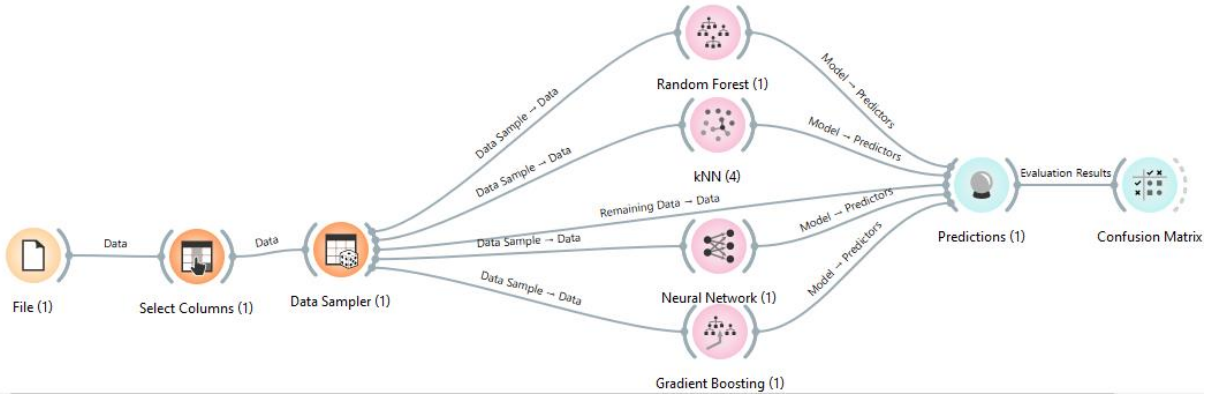 Random Forest (1)
Data Sample → Data
Model → Predictors
kNN (4)
Data Sample → Data
Model → Predictors
Remaining Data → Data
File (1)
Data
Select Columns (1)
Data
Data Sampler (1)
Data Sample → Data
Neural Network (1)
Model → Predictors
Data Sample → Data
Gradient Boosting (1)
Model → Predictors
Predictions (1)
Evaluation Results
Confusion Matrix